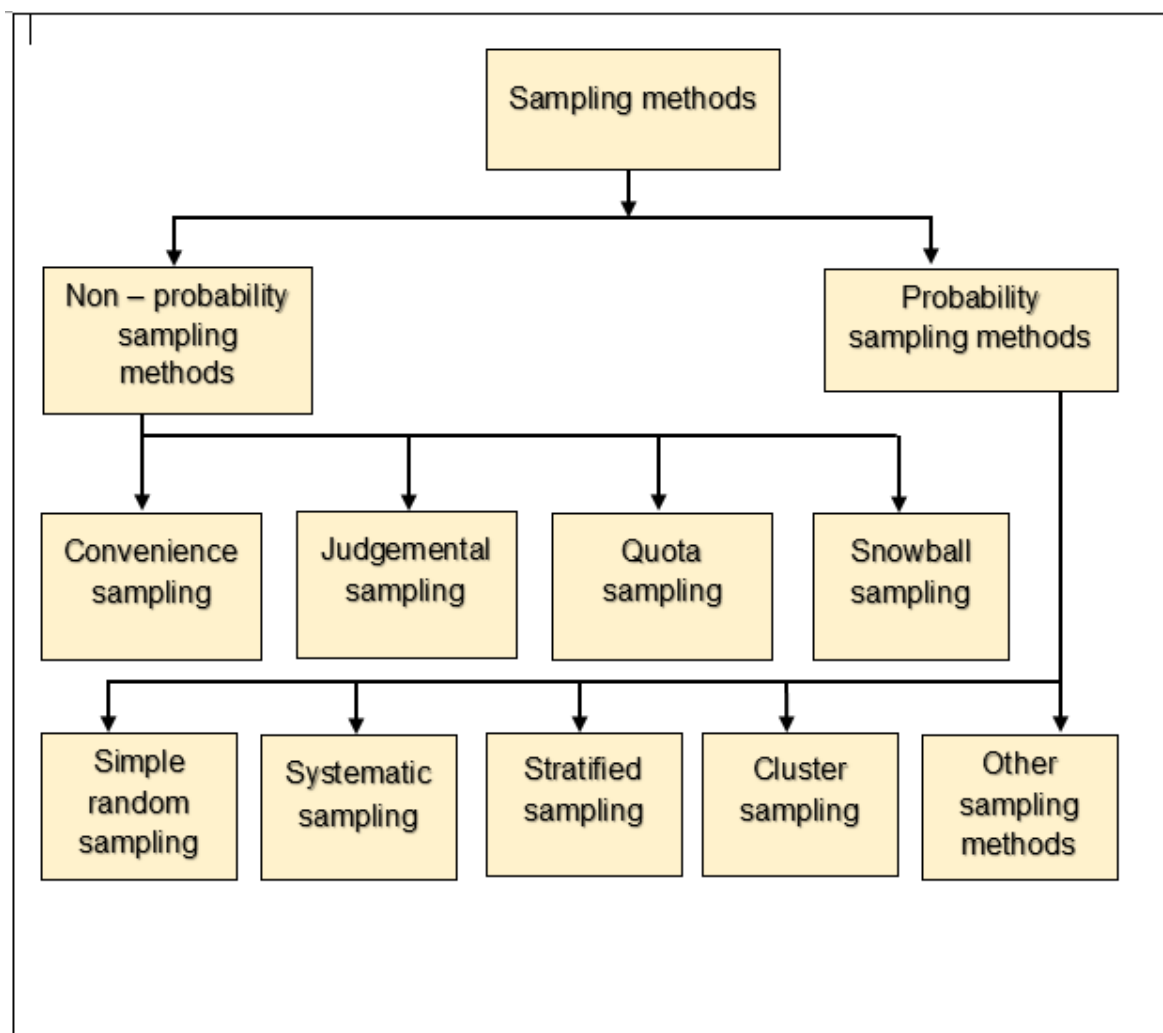 Sampling methods
Non – probability
sampling
methods
Probability
sampling methods
Convenience
sampling
Judgemental
sampling
Quota
sampling
Snowball
sampling
Simple
random
sampling
Systematic
sampling
Stratified
sampling
Cluster
sampling
Other
sampling
methods